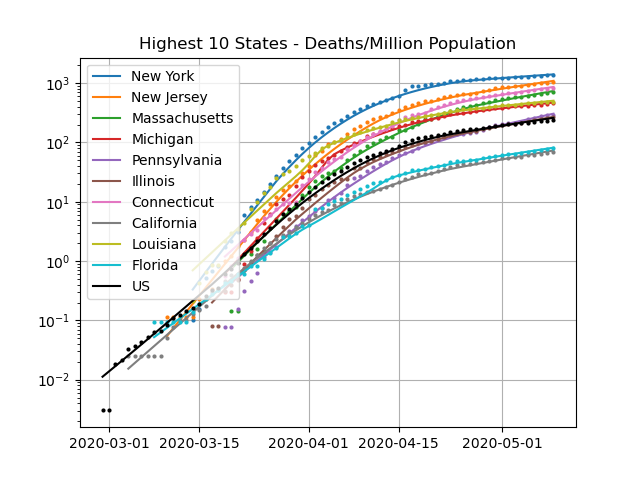 Highest 10 States - Deaths/Million Population
New York
New Jersey
Massachusetts
Michigan
Pennsylvania
Illinois
Connecticut
California
Louisiana
Florida
US
10³
10²
10¹
10⁰
10⁻¹
10⁻²
2020-03-01 2020-03-15 2020-04-01 2020-04-15 2020-05-01